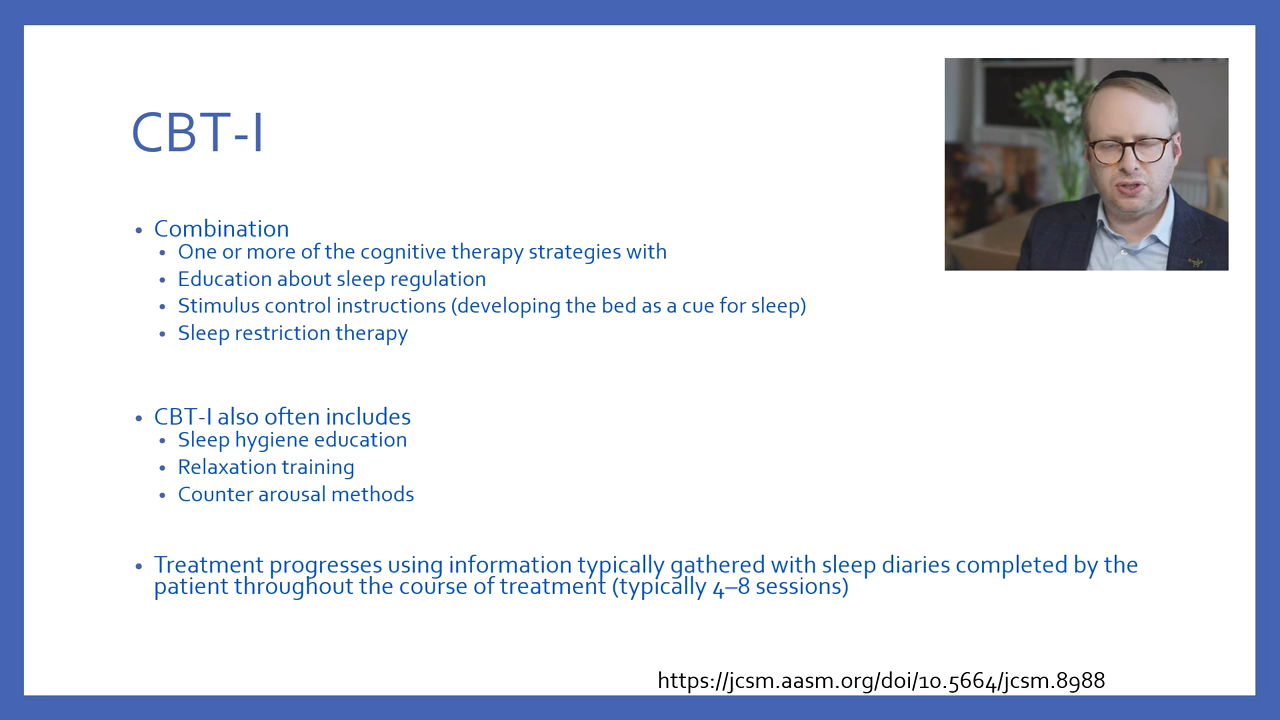 CBT-I
• Combination
• One or more of the cognitive therapy strategies with
• Education about sleep regulation
• Stimulus control instructions (developing the bed as a cue for sleep)
• Sleep restriction therapy
• CBT-I also often includes
• Sleep hygiene education
• Relaxation training
• Counter arousal methods
• Treatment progresses using information typically gathered with sleep diaries completed by the
patient throughout the course of treatment (typically 4–8 sessions)
https://jcsm.aasm.org/doi/10.5664/jcsm.8988